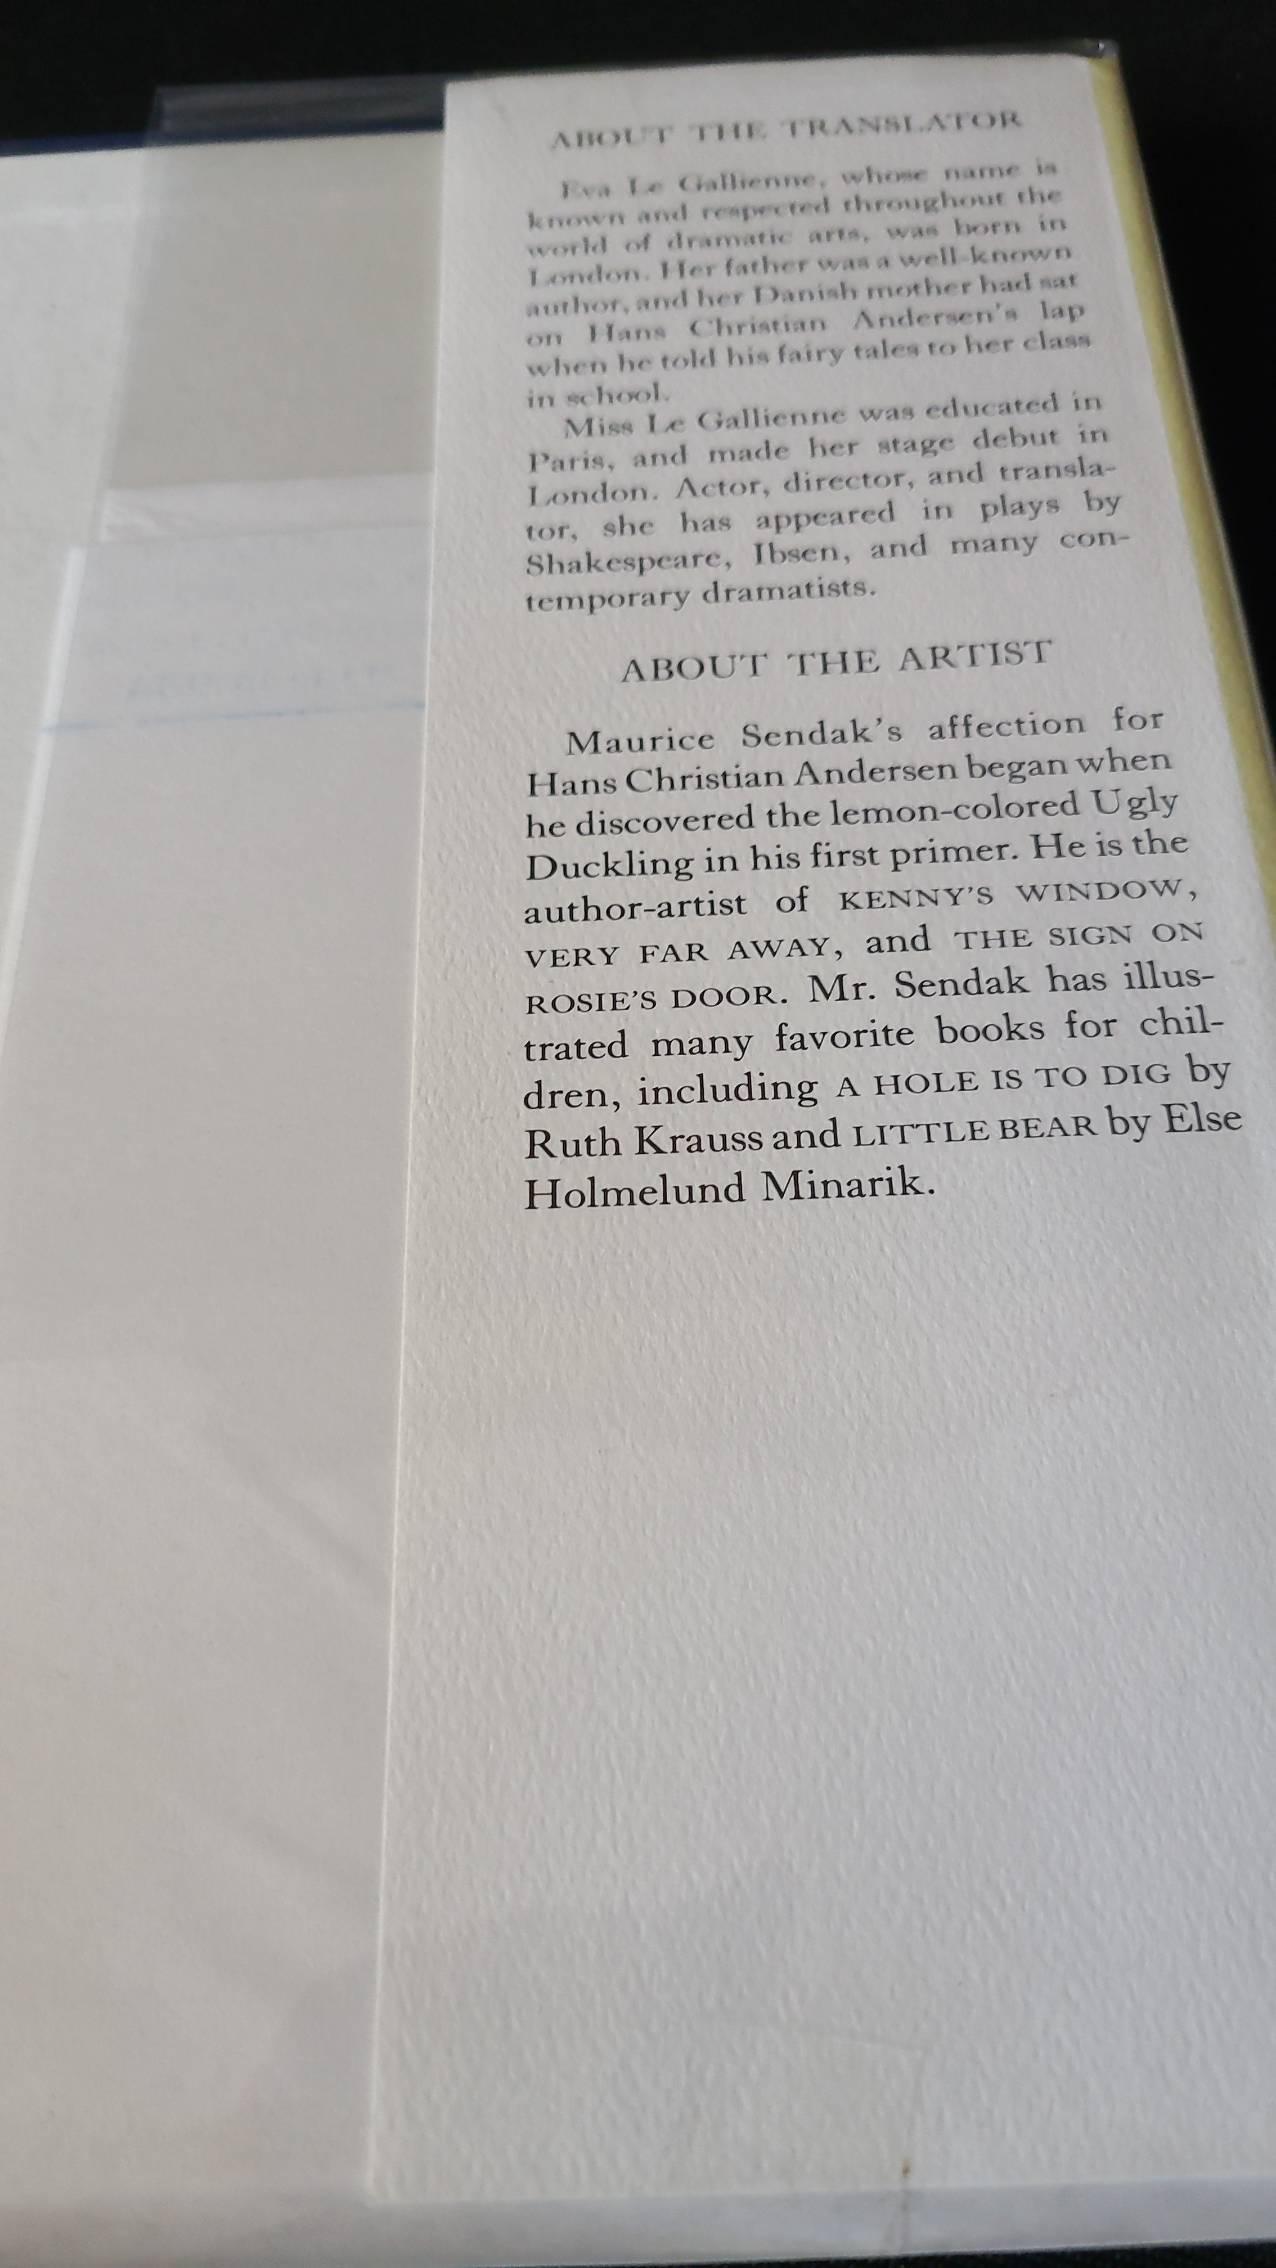 ABOUT THE TRANSLATOR
Eva Le Gallienne, whose name is
known and respected throughout the
world of dramatic arts, was born in
London. Her father was a well-known
author, and her Danish mother had sat
on Hans Christian Andersen's lap
when he told his fairy tales to her class
in school.
Miss Le Gallienne was educated in
Paris, and made her stage debut in
London. Actor, director, and transla-
tor, she has appeared in plays by
Shakespeare, Ibsen, and many con-
temporary dramatists.
ABOUT THE ARTIST
Maurice Sendak's affection for
Hans Christian Andersen began when
he discovered the lemon-colored Ugly
Duckling in his first primer. He is the
author-artist of KENNY'S WINDOW,
VERY FAR AWAY, and THE SIGN ON
ROSIE'S DOOR. Mr. Sendak has illus-
trated many favorite books for chil-
dren, including A HOLE IS TO DIG by
Ruth Krauss and LITTLE BEAR by Else
Holmelund Minarik.